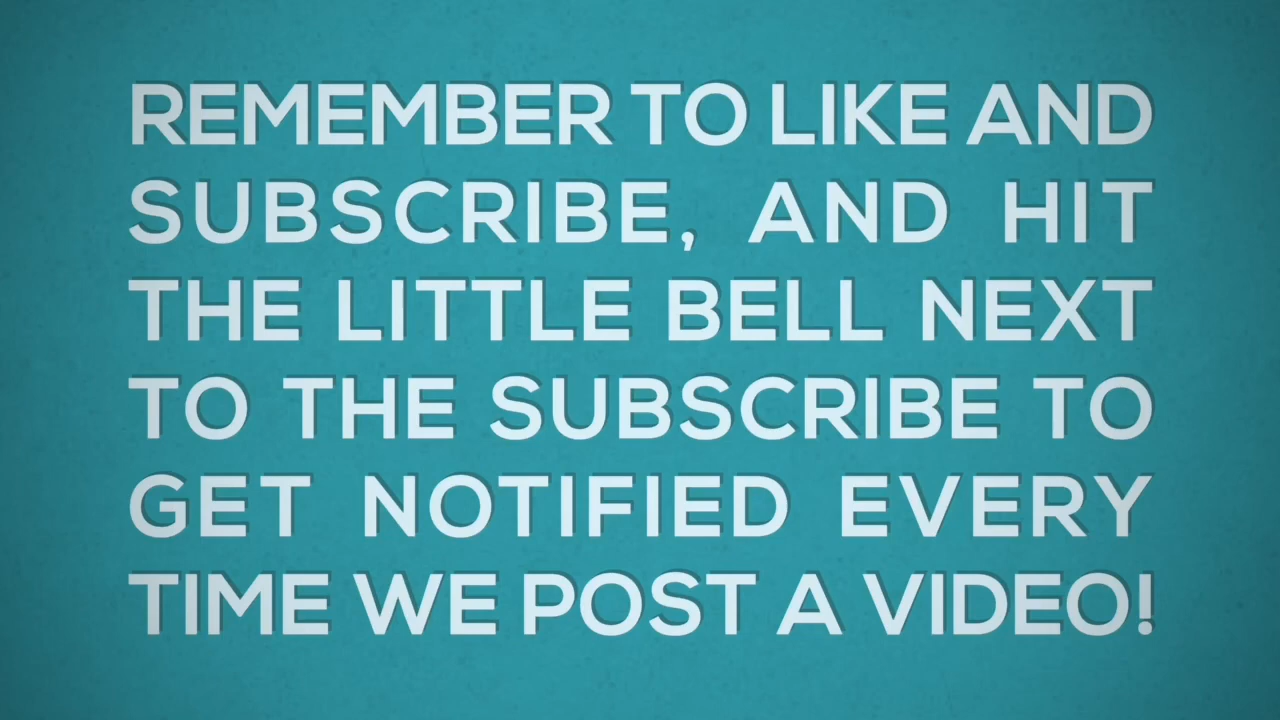 REMEMBER TO LIKE AND
SUBSCRIBE, AND HIT
THE LITTLE BELL NEXT
TO THE SUBSCRIBE TO
GET NOTIFIED EVERY
TIME WE POST A VIDEO!